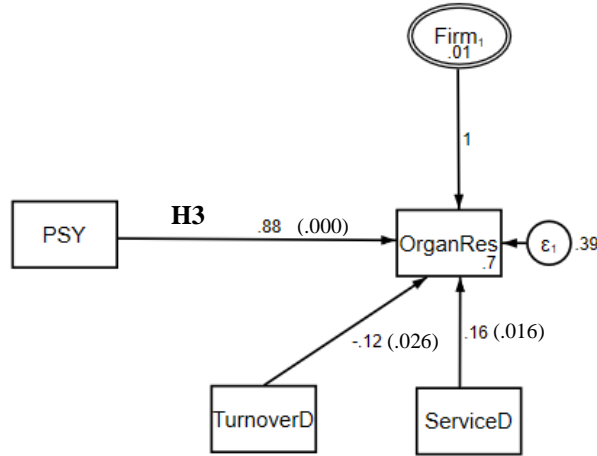 Firm₁
.01
1
H3
.88 (.000)
PSY
OrganRes
.7
ε₁
.39
-.12 (.026)
.16 (.016)
TurnoverD
ServiceD